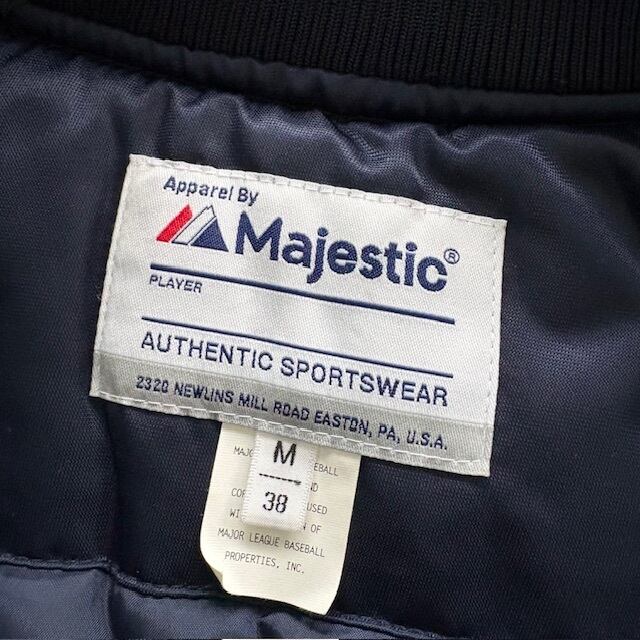 Apparel By
Majestic®
PLAYER
AUTHENTIC SPORTSWEAR
2320 NEWLINS MILL ROAD EASTON, PA, U.S.A.
M
38
MAJOR LEAGUE BASEBALL
PROPERTIES, INC.